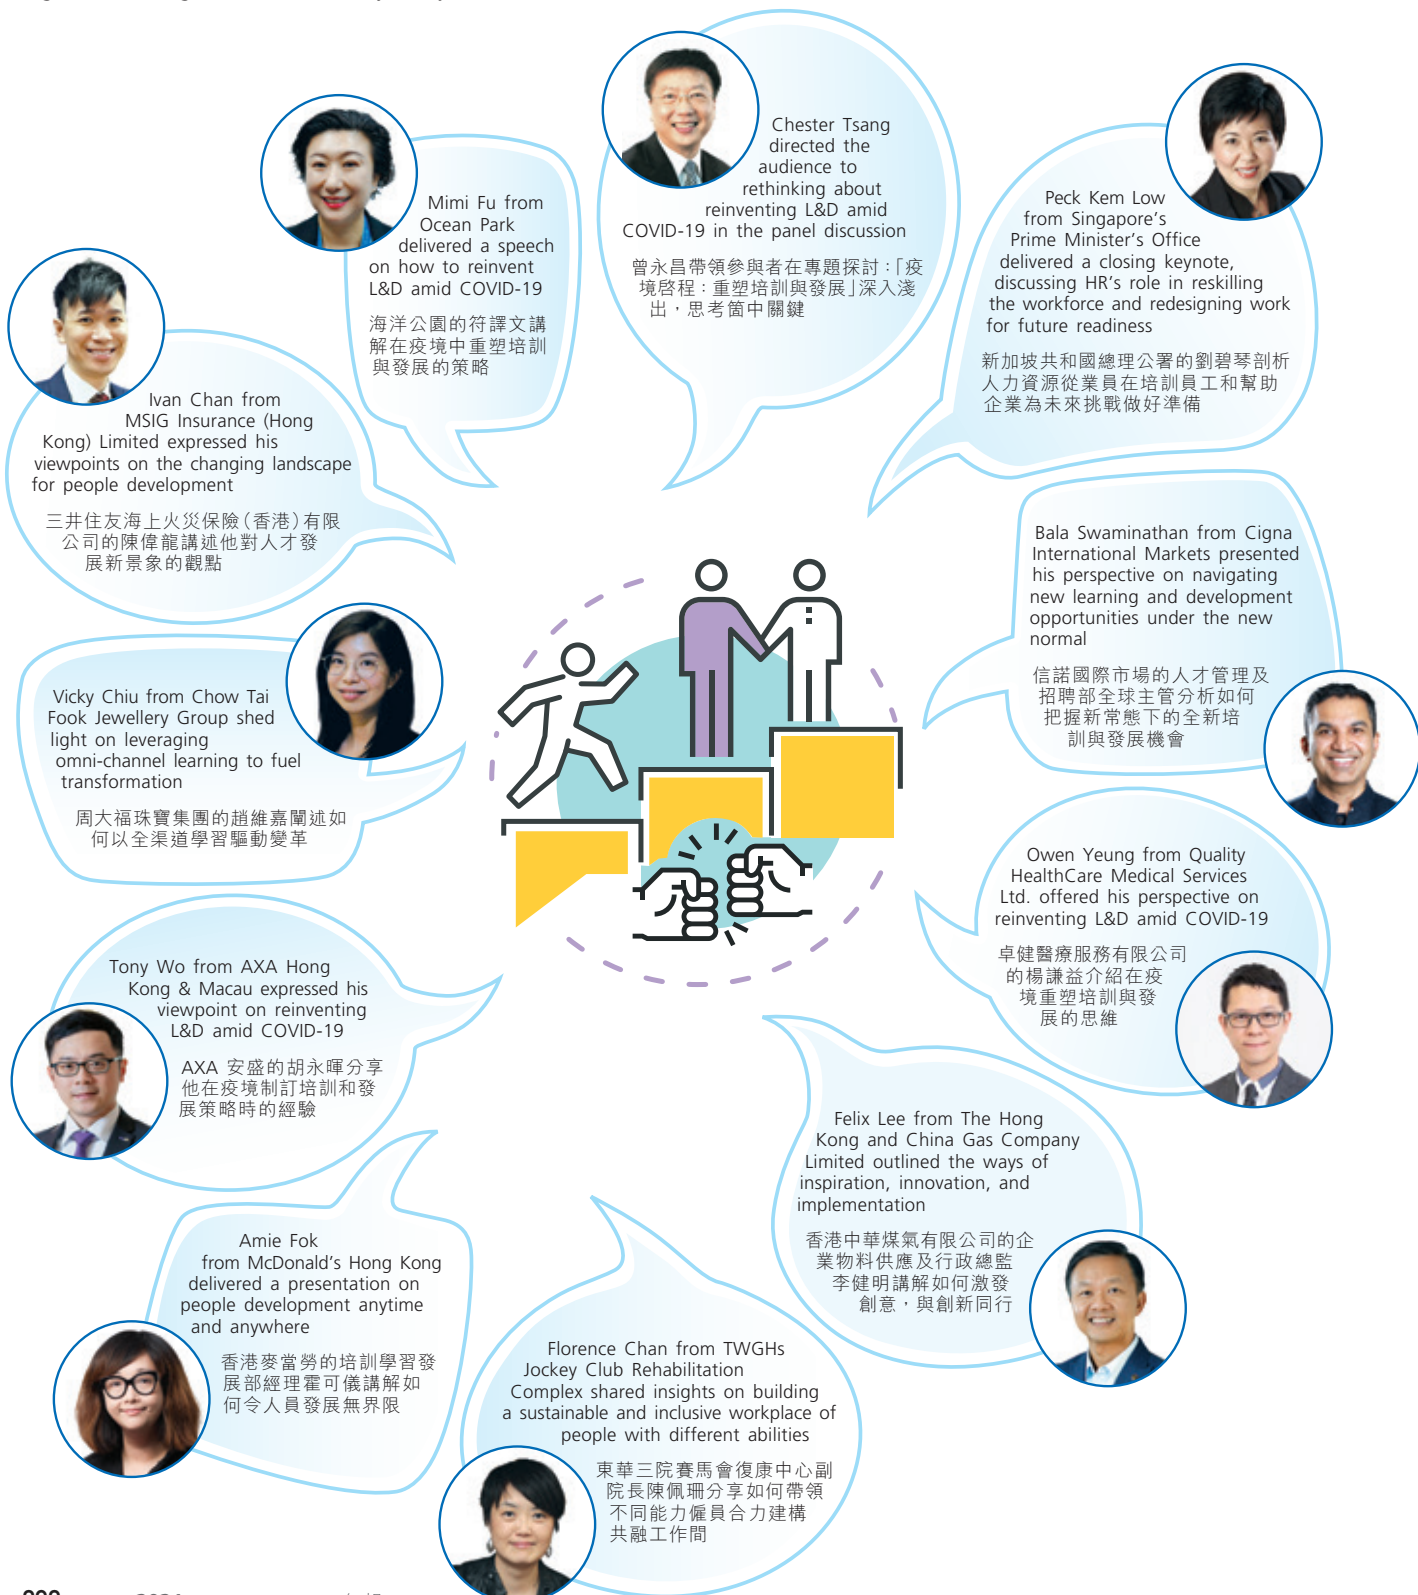 Chester Tsang
directed the
audience to
rethinking about
reinventing L&D amid
COVID-19 in the panel discussion
曾永昌帶領參與者在專題探討：「疫
境啓程：重塑培訓與發展」深入淺
出，思考箇中關鍵
Mimi Fu from
Ocean Park
delivered a speech
on how to reinvent
L&D amid COVID-19
海洋公園的符譯文講
解在疫境中重塑培訓
與發展的策略
Peck Kem Low
from Singapore's
Prime Minister's Office
delivered a closing keynote,
discussing HR's role in reskilling
the workforce and redesigning work
for future readiness
新加坡共和國總理公署的劉碧琴剖析
人力資源從業員在培訓員工和幫助
企業為未來挑戰做好準備
Ivan Chan from
MSIG Insurance (Hong
Kong) Limited expressed his
viewpoints on the changing landscape
for people development
三井住友海上火災保險（香港）有限
公司的陳偉龍講述他對人才發
展新景象的觀點
Bala Swaminathan from Cigna
International Markets presented
his perspective on navigating
new learning and development
opportunities under the new
normal
信諾國際市場的人才管理及
招聘部全球主管分析如何
把握新常態下的全新培
訓與發展機會
Vicky Chiu from Chow Tai
Fook Jewellery Group shed
light on leveraging
omni-channel learning to fuel
transformation
周大福珠寶集團的趙維嘉闡述如
何以全渠道學習驅動變革
Owen Yeung from Quality
HealthCare Medical Services
Ltd. offered his perspective on
reinventing L&D amid COVID-19
卓健醫療服務有限公司
的楊謙益介紹在疫
境重塑培訓與發
展的思維
Tony Wo from AXA Hong
Kong & Macau expressed his
viewpoint on reinventing
L&D amid COVID-19
AXA 安盛的胡永暉分享
他在疫境制訂培訓和發
展策略時的經驗
Felix Lee from The Hong
Kong and China Gas Company
Limited outlined the ways of
inspiration, innovation, and
implementation
香港中華煤氣有限公司的企
業物料供應及行政總監
李健明講解如何激發
創意，與創新同行
Amie Fok
from McDonald's Hong Kong
delivered a presentation on
people development anytime
and anywhere
香港麥當勞的培訓學習發
展部經理霍可儀講解如
何令人員發展無界限
Florence Chan from TWGHs
Jockey Club Rehabilitation
Complex shared insights on building
a sustainable and inclusive workplace of
people with different abilities
東華三院賽馬會復康中心副
院長陳佩珊分享如何帶領
不同能力僱員合力建構
共融工作間